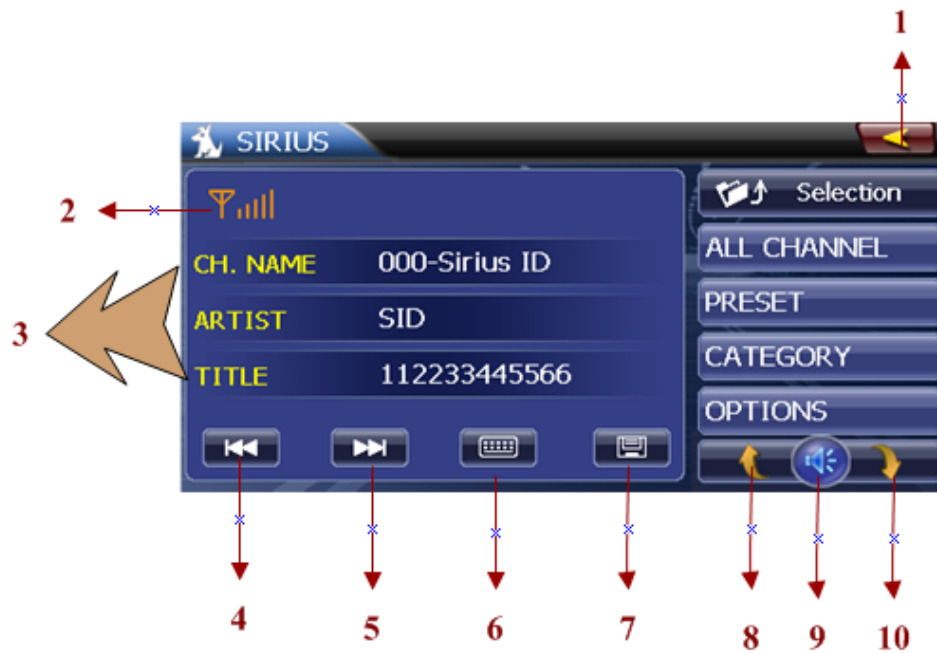 1
SIRIUS
Selection
2
ALL CHANNEL
CH. NAME 000-Sirius ID
PRESET
3
ARTIST SID
CATEGORY
TITLE 112233445566
OPTIONS
4
5
6
7
8
9
10